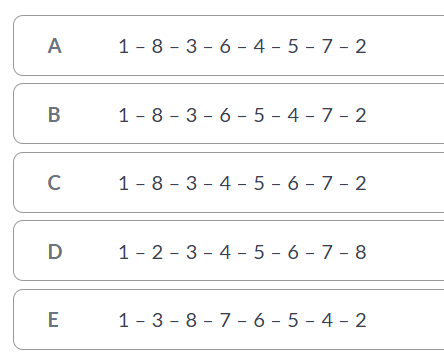 A 1 – 8 – 3 – 6 – 4 – 5 – 7 – 2
B 1 – 8 – 3 – 6 – 5 – 4 – 7 – 2
C 1 – 8 – 3 – 4 – 5 – 6 – 7 – 2
D 1 – 2 – 3 – 4 – 5 – 6 – 7 – 8
E 1 – 3 – 8 – 7 – 6 – 5 – 4 – 2